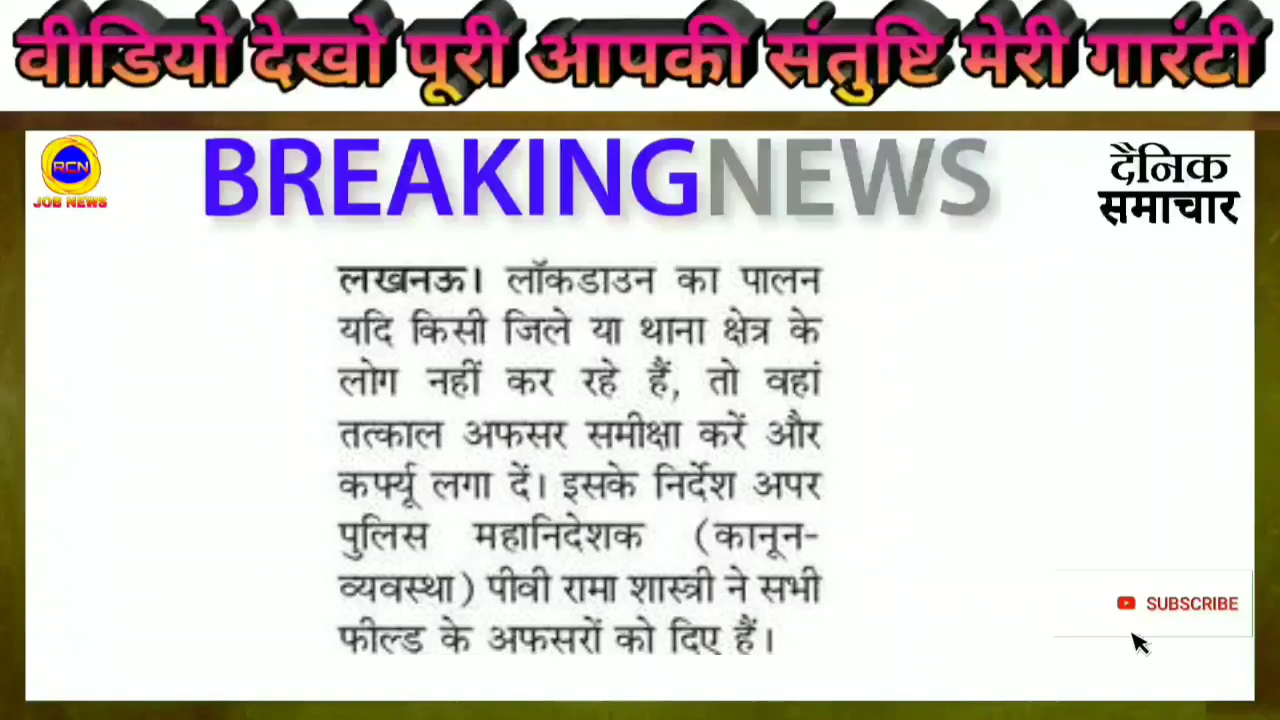 वीडियो देखो पूरी आपकी संतुष्टि मेरी गारंटी
RCN
JOB NEWS
BREAKINGNEWS
दैनिक
समाचार
लखनऊ। लॉकडाउन का पालन
यदि किसी जिले या थाना क्षेत्र के
लोग नहीं कर रहे हैं, तो वहां
तत्काल अफसर समीक्षा करें और
कर्फ्यू लगा दें। इसके निर्देश अपर
पुलिस महानिदेशक (कानून-
व्यवस्था) पीवी रामा शास्त्री ने सभी
फील्ड के अफसरों को दिए हैं।
SUBSCRIBE